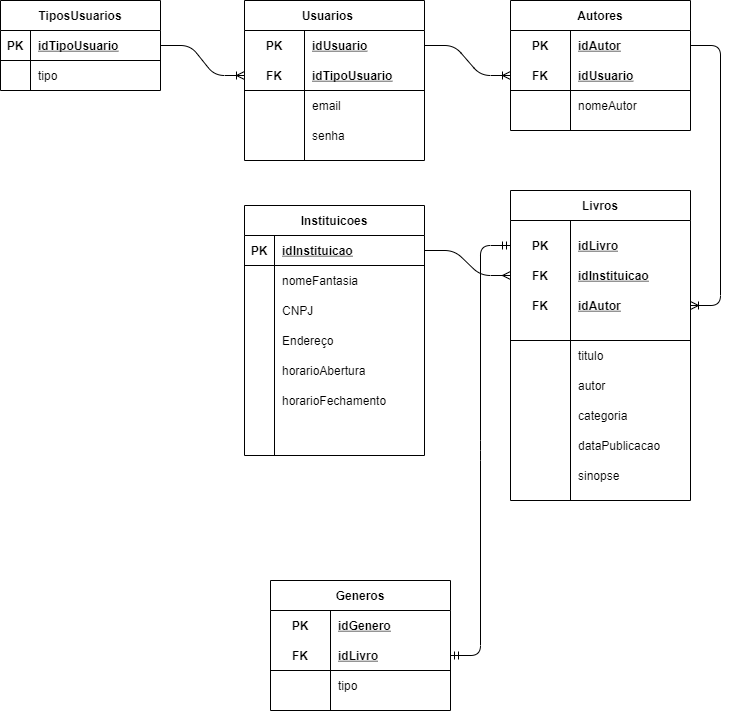 TiposUsuarios
PK idTipoUsuario
tipo
Usuarios
PK idUsuario
FK idTipoUsuario
email
senha
Autores
PK idAutor
FK idUsuario
nomeAutor
Instituicoes
PK idInstituicao
nomeFantasia
CNPJ
Endereço
horarioAbertura
horarioFechamento
Livros
PK idLivro
FK idInstituicao
FK idAutor
titulo
autor
categoria
dataPublicacao
sinopse
Generos
PK idGenero
FK idLivro
tipo